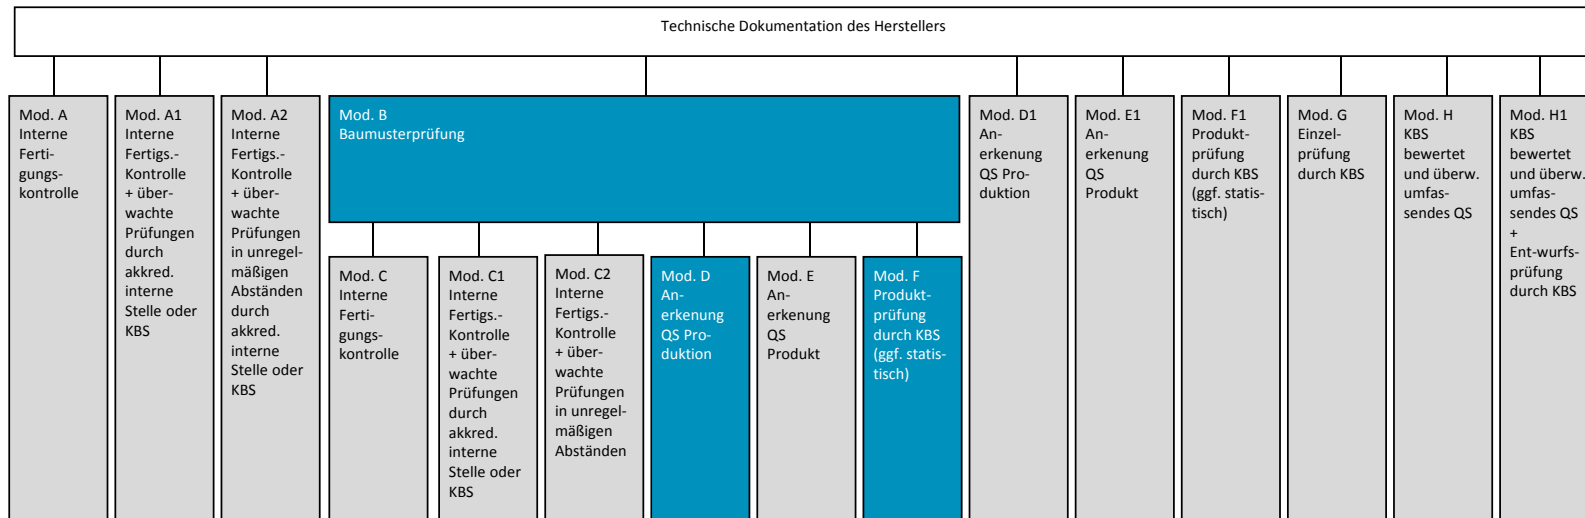 Technische Dokumentation des Herstellers
Mod. A
Interne
Ferti-
gungs-
kontrolle
Mod. A1
Interne
Fertigs.-
Kontrolle
+ über-
wachte
Prüfungen
durch
akkred.
interne
Stelle oder
KBS
Mod. A2
Interne
Fertigs.-
Kontrolle
+ über-
wachte
Prüfungen
in unregel-
mäßigen
Abständen
durch
akkred.
interne
Stelle oder
KBS
Mod. B
Baumusterprüfung
Mod. C
Interne
Ferti-
gungs-
kontrolle
Mod. C1
Interne
Fertigs.-
Kontrolle
+ über-
wachte
Prüfungen
durch
akkred.
interne
Stelle oder
KBS
Mod. C2
Interne
Fertigs.-
Kontrolle
+ über-
wachte
Prüfungen
in unregel-
mäßigen
Abständen
Mod. D
An-
erkenung
QS Pro-
duktion
Mod. E
An-
erkenung
QS
Produkt
Mod. F
Produkt-
prüfung
durch KBS
(ggf. statis-
tisch)
Mod. D1
An-
erkenung
QS Pro-
duktion
Mod. E1
An-
erkenung
QS
Produkt
Mod. F1
Produkt-
prüfung
durch KBS
(ggf. statis-
tisch)
Mod. G
Einzel-
prüfung
durch KBS
Mod. H
KBS
bewertet
und überw.
umfas-
sendes QS
Mod. H1
KBS
bewertet
und überw.
umfas-
sendes QS
+
Ent-wurfs-
prüfung
durch KBS